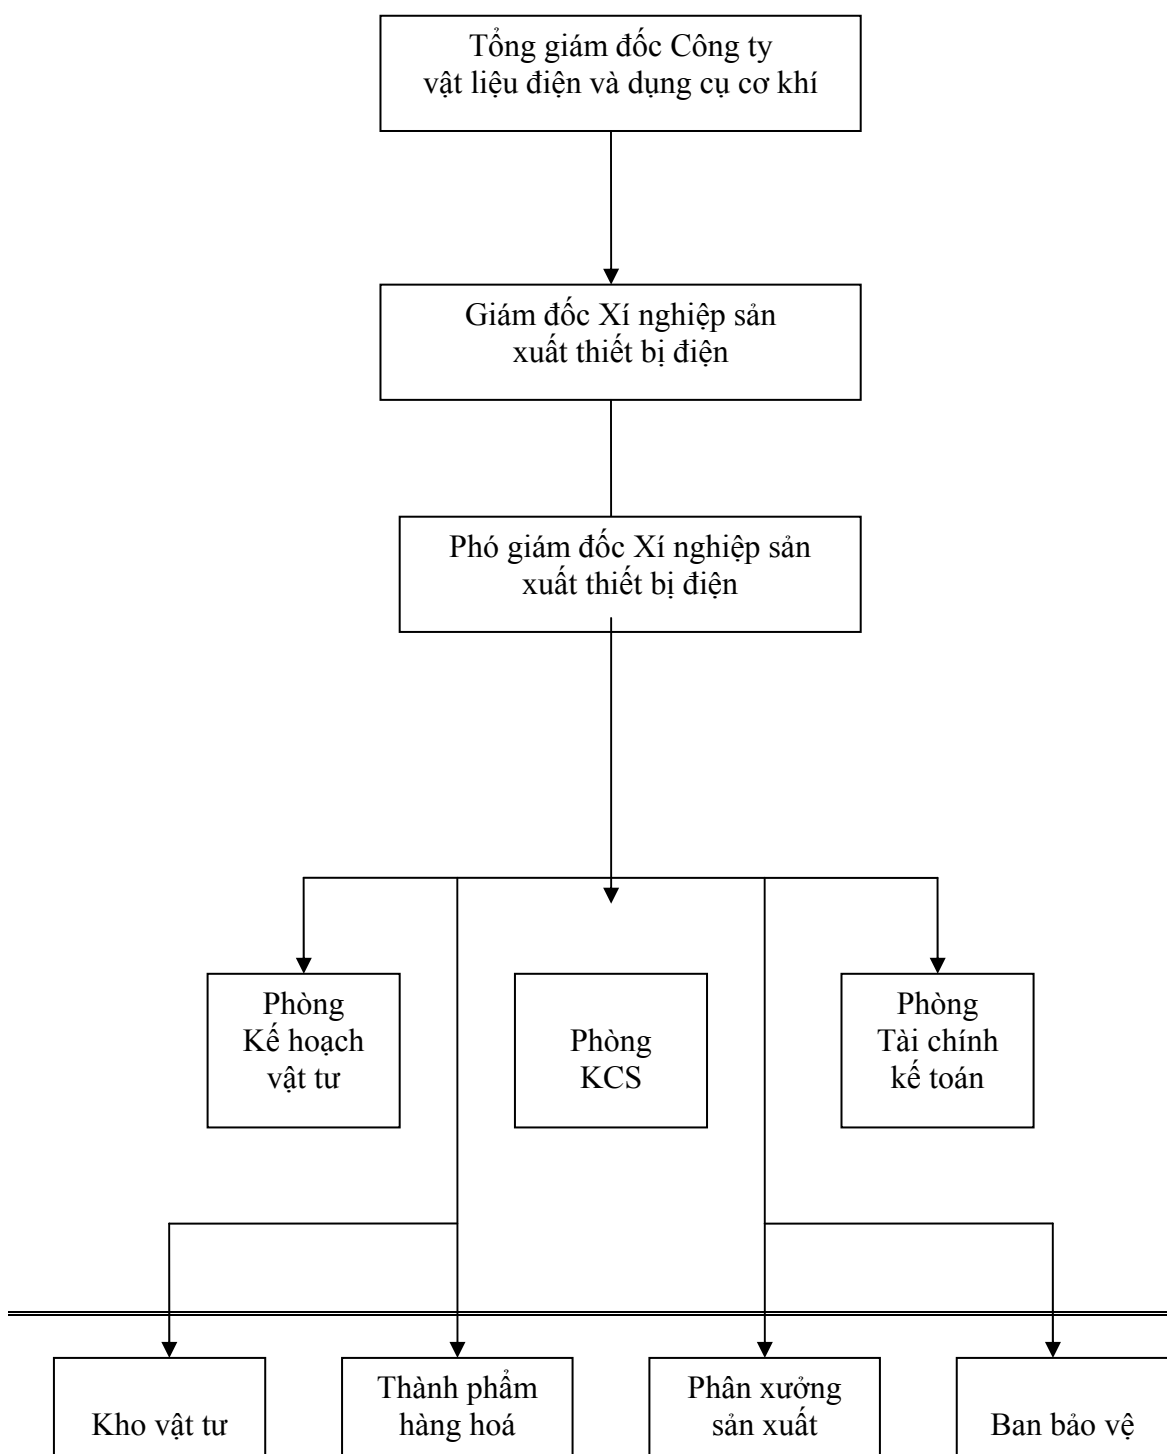 Tổng giám đốc Công ty
vật liệu điện và dụng cụ cơ khí
Giám đốc Xí nghiệp sản
xuất thiết bị điện
Phó giám đốc Xí nghiệp sản
xuất thiết bị điện
Phòng
Kế hoạch
vật tư
Phòng
KCS
Phòng
Tài chính
kế toán
Kho vật tư
Thành phẩm
hàng hoá
Phân xưởng
sản xuất
Ban bảo vệ